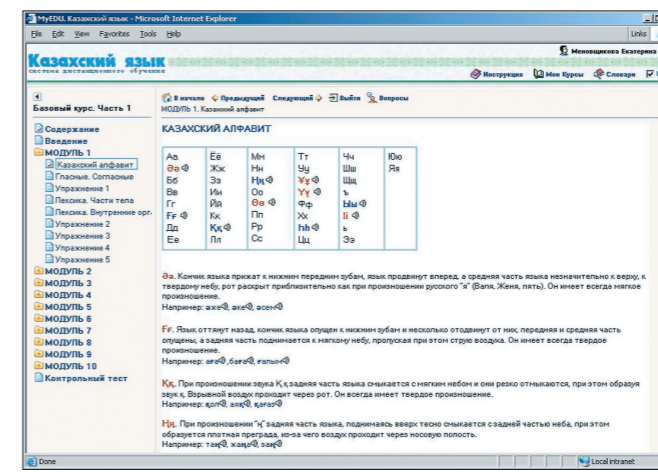 MyEDU. Казахский язык - Microsoft Internet Explorer
File Edit View Favorites Tools Help
Links
Казахский язык
система дистанционного обучения
Меновщикова Екатерина
Инструкция Мои Курсы Словари
Базовый курс. Часть 1
Содержание
Введение
МОДУЛЬ 1
Казахский алфавит
Гласные. Согласные
Упражнение 1
Лексика. Части тела
Лексика. Внутренние орг.
Упражнение 2
Упражнение 3
Упражнение 4
Упражнение 5
МОДУЛЬ 2
МОДУЛЬ 3
МОДУЛЬ 4
МОДУЛЬ 5
МОДУЛЬ 6
МОДУЛЬ 7
МОДУЛЬ 8
МОДУЛЬ 9
МОДУЛЬ 10
Контрольный тест
В начало Предыдущий Следующий Выйти Вопросы
МОДУЛЬ 1. Казахский алфавит
КАЗАХСКИЙ АЛФАВИТ
Аа Ёё Мм Тт Чч Юю
Әә Жж Нн Уу Шш Яя
Бб Зз Ңң Ұұ Щщ
Вв Ии Оо Үү ъ
Гг Йй Өө Фф Ыы
Ғғ Кк Пп Хх Іі
Дд Ққ Рр Һһ ь
Ее Лл Сс Цц Ээ
Әә. Кончик языка прижат к нижним передним зубам, язык продвинут вперед, а средняя часть языка незначительно к верху, к
твердому небу, рот раскрыт приблизительно как при произношении русского "я" (Ваня, Женя, пять). Он имеет всегда мягкое
произношение.
Например: әже, әке, әсем
Ғғ. Язык оттянут назад, кончик языка опущен к нижним зубам и несколько отодвинут от них, передняя и средняя часть
опущены, а задняя часть поднимается к мягкому небу, пропуская при этом струю воздуха. Он имеет всегда твердое
произношение.
Например: аға, баға, ғалым
Ққ. При произношении звука Қ қ задняя часть языка смыкается с мягким небом и они резко отмыкаются, при этом образуя
звук қ. Взрывной воздух проходит через рот. Он всегда имеет твердое произношение.
Например: қол, аяқ, қағаз
Ңң. При произношении "ң" задняя часть языка, поднимаясь вверх тесно смыкается с задней частью неба, при этом
образуется плотная преграда, из-за чего воздух проходит через носовую полость.
Например: таң, жаңа, заң
Done
Local intranet